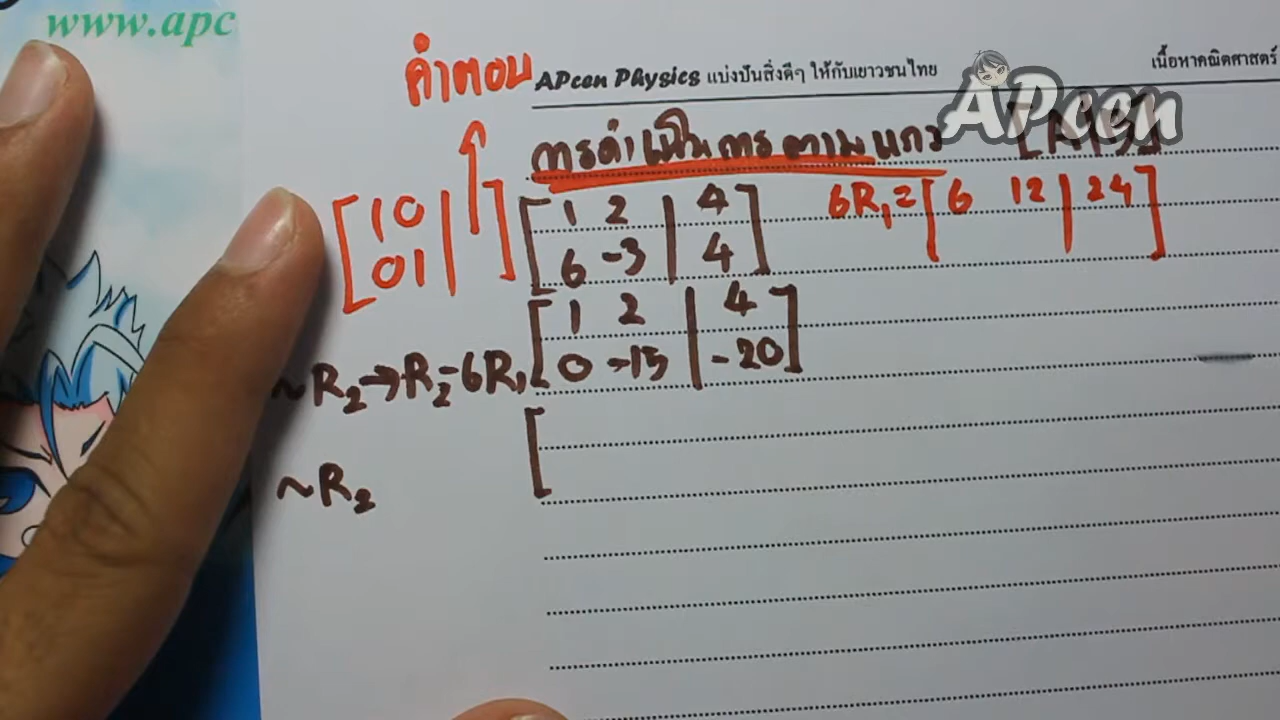 www.apc
คำตอบ
APcen Physics แบ่งปันสิ่งดีๆ ให้กับเยาวชนไทย
เนื้อหาคณิตศาสตร์
APcen
การดำเนินการตามแถว [A|B]
[1 0 |
0 1 | ]
[1 2 | 4
6 -3 | 4]
6R₁= [6 12 | 24]
~R₂→R₂-6R₁ [1 2 | 4
0 -15 | -20]
~R₂ [